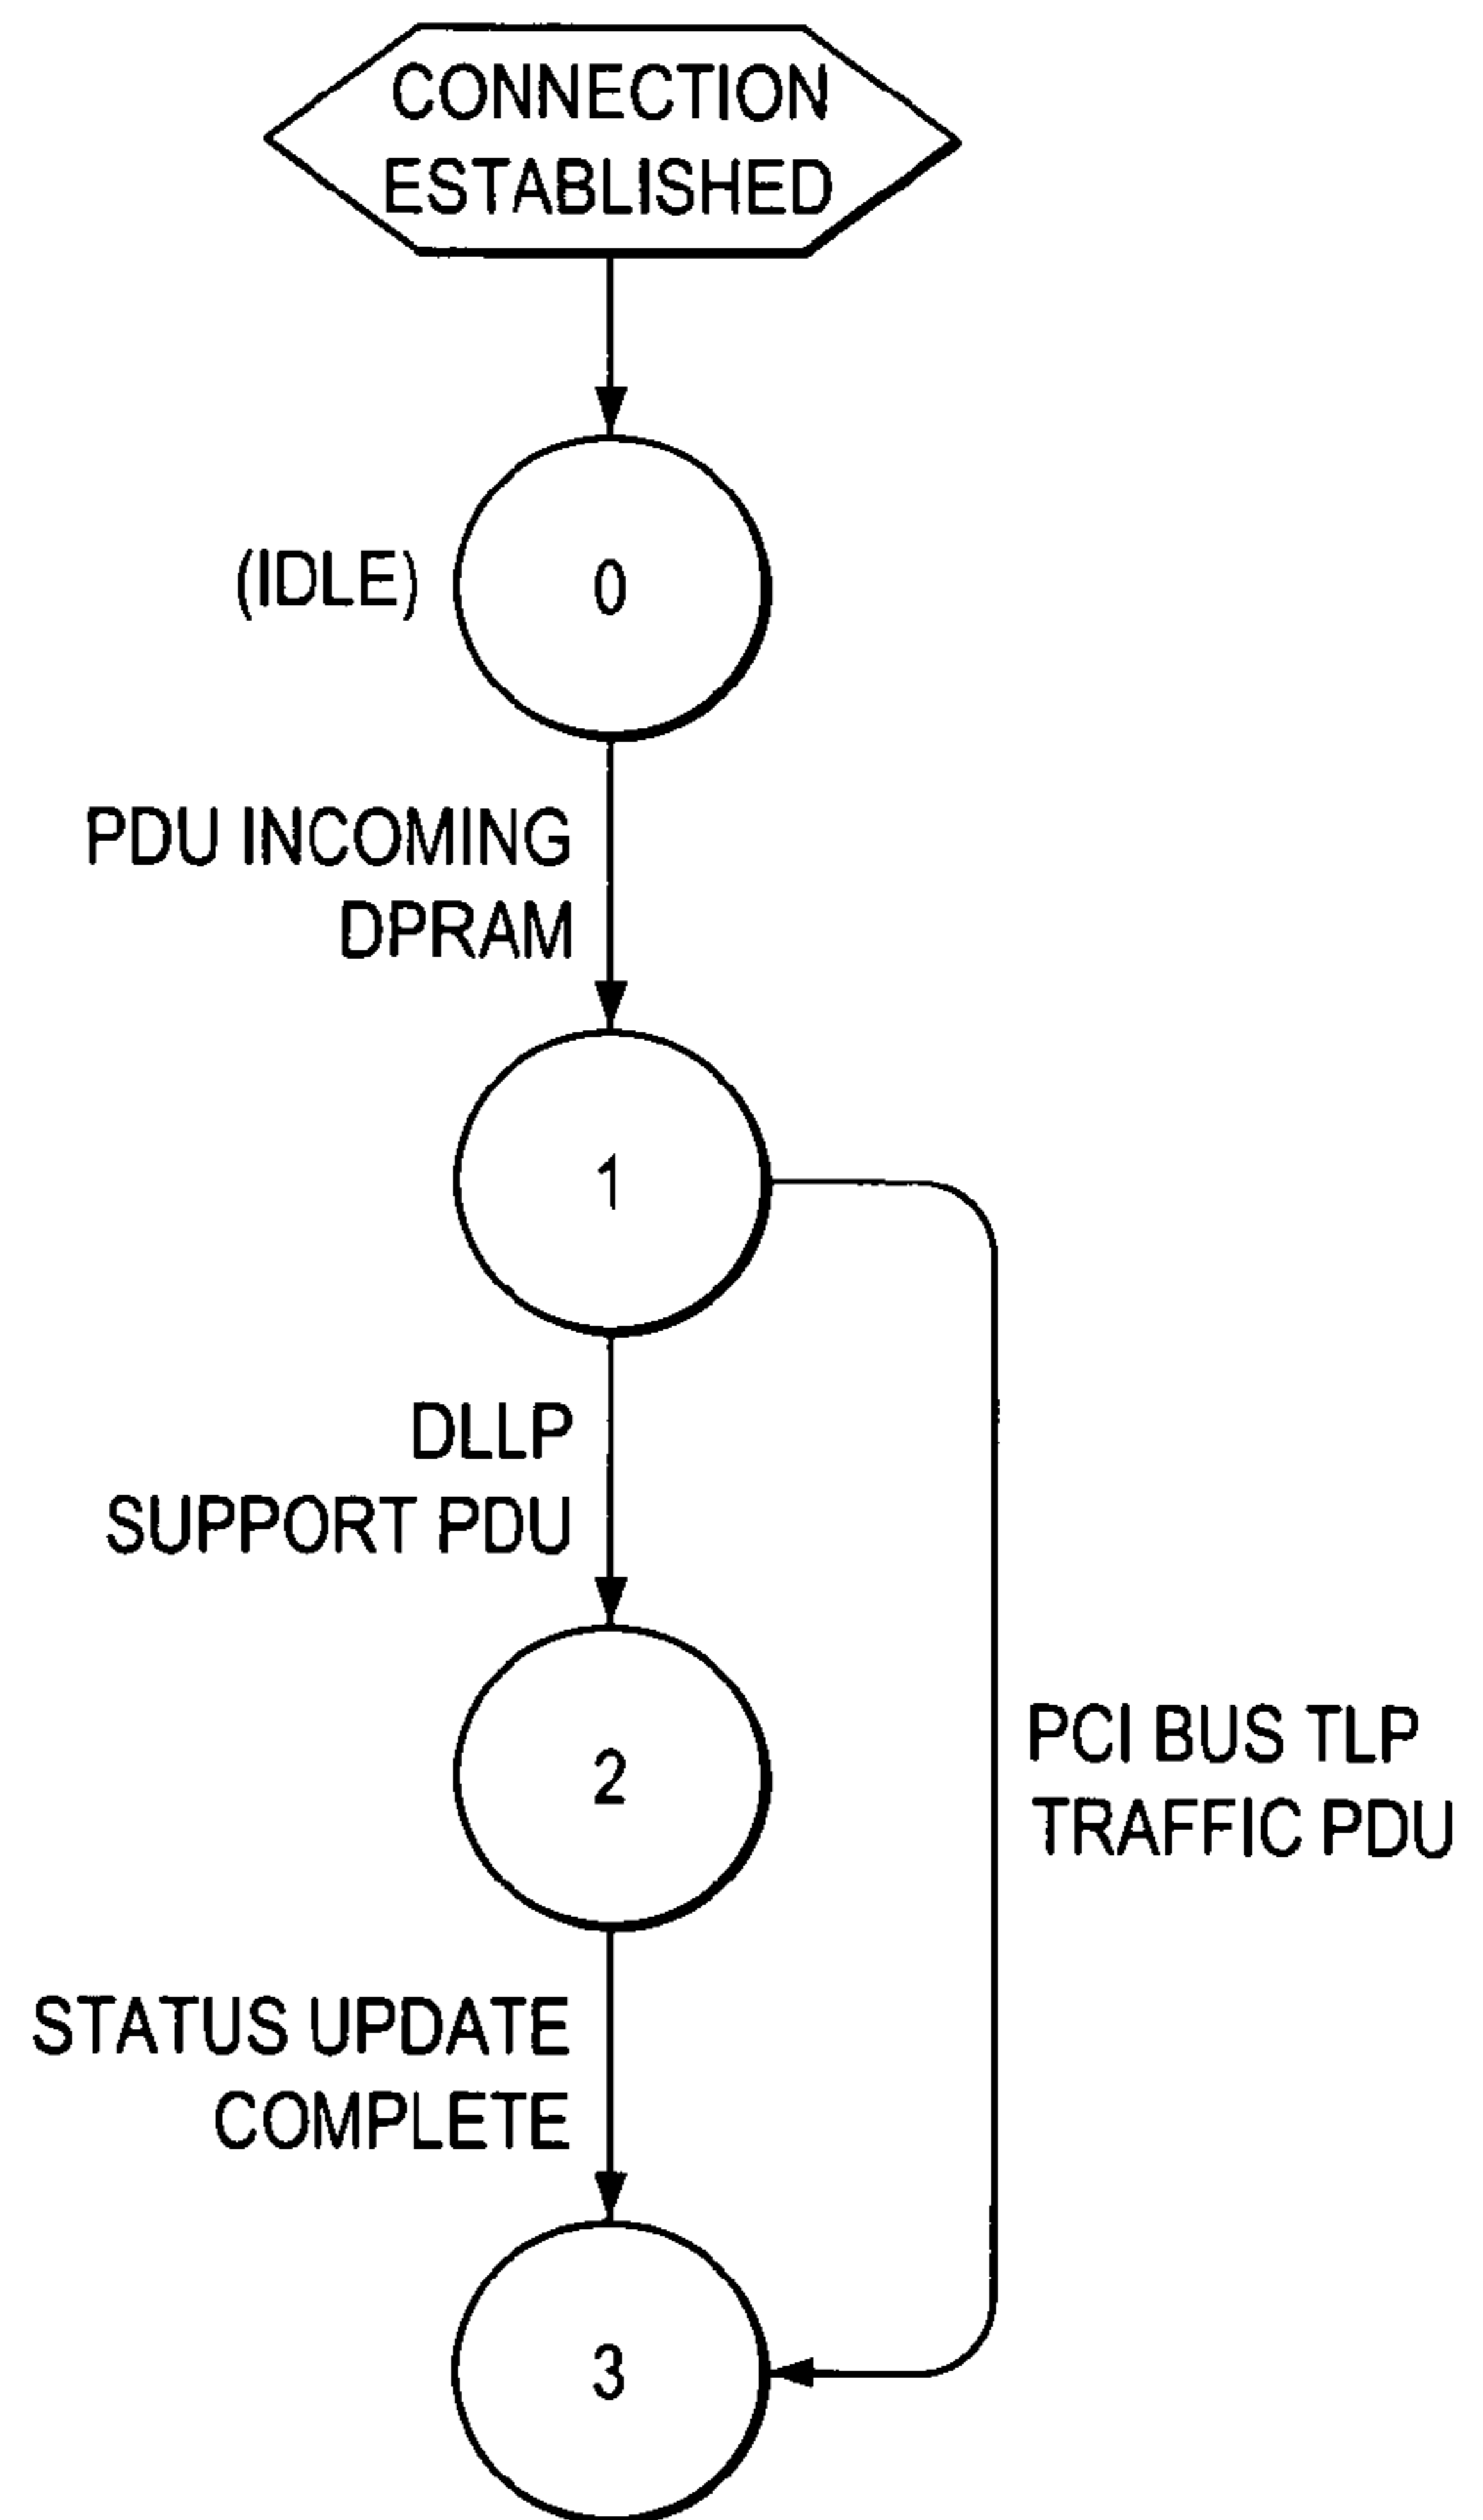 CONNECTION
ESTABLISHED
(IDLE)
0
PDU INCOMING
DPRAM
1
DLLP
SUPPORT PDU
2
PCI BUS TLP
TRAFFIC PDU
STATUS UPDATE
COMPLETE
3